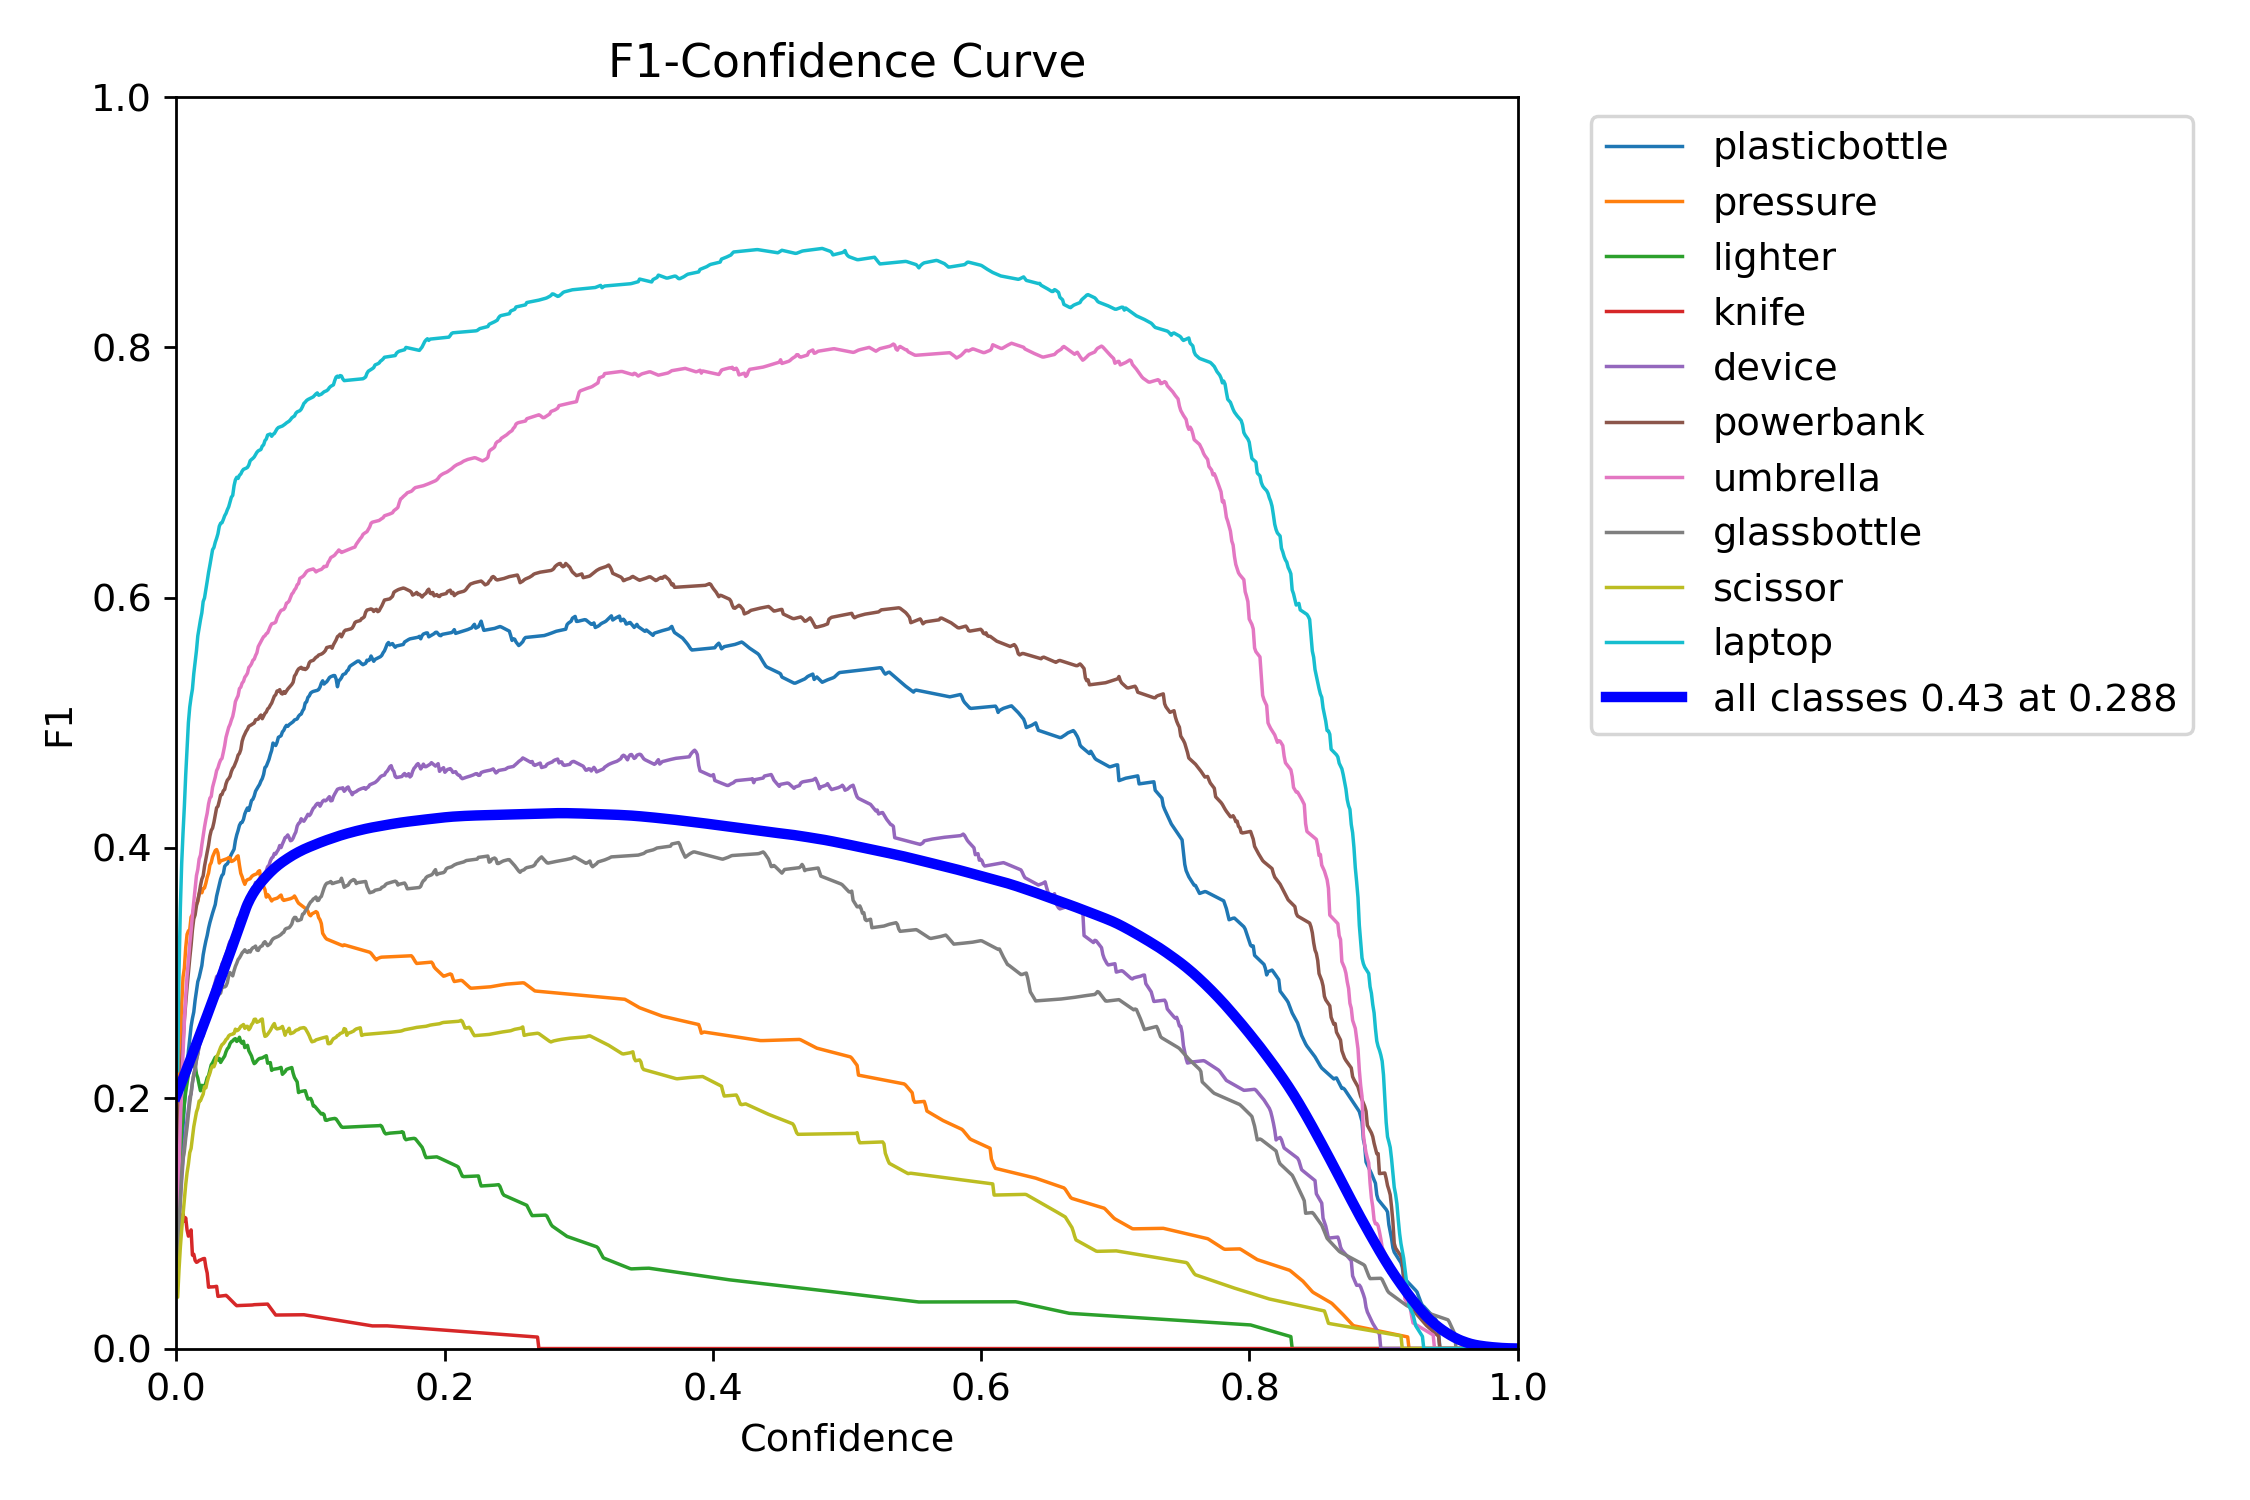 F1-Confidence Curve
1.0
0.8
0.6
0.4
0.2
0.0
F1
0.0 0.2 0.4 0.6 0.8 1.0
Confidence
plasticbottle
pressure
lighter
knife
device
powerbank
umbrella
glassbottle
scissor
laptop
all classes 0.43 at 0.288